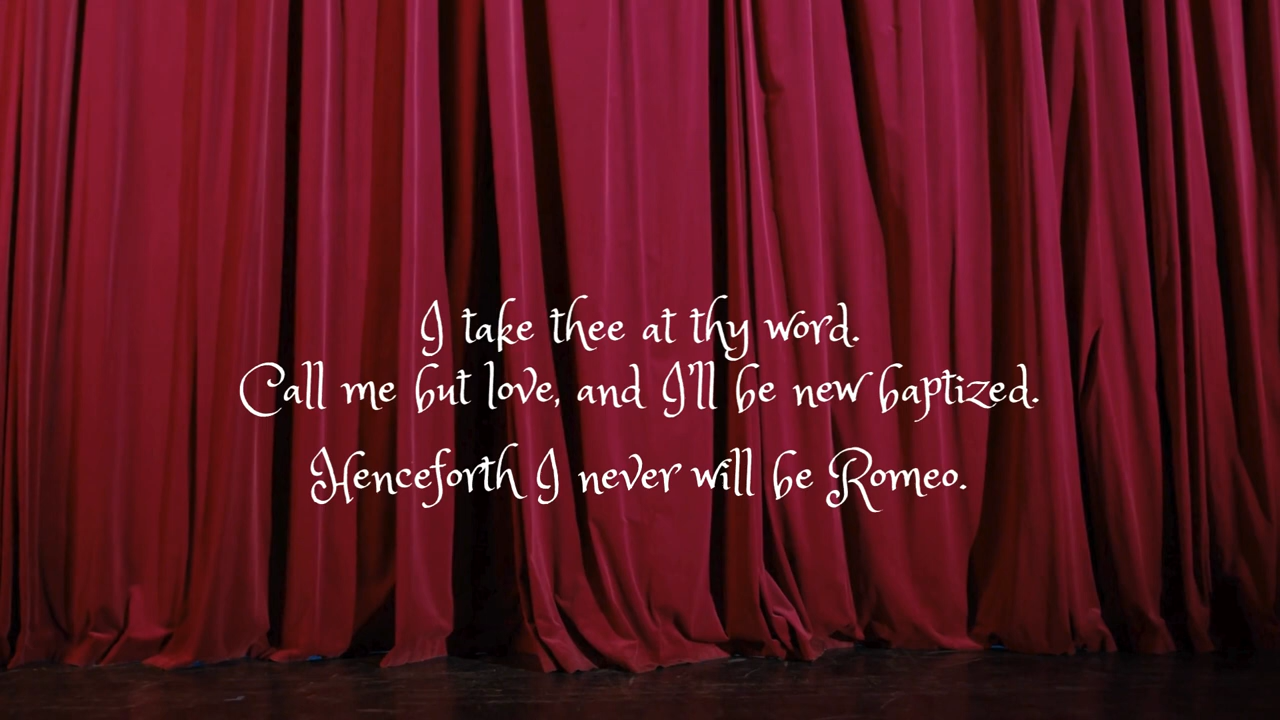 I take thee at thy word.
Call me but love, and I'll be new baptized.
Henceforth I never will be Romeo.